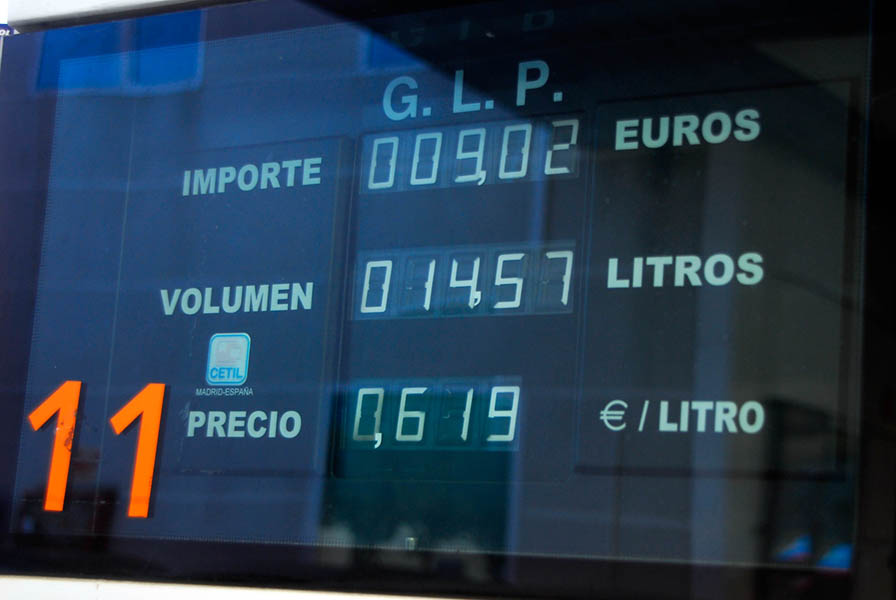 G. L. P.
IMPORTE 009,02 EUROS
VOLUMEN 014,57 LITROS
CETIL
MADRID-ESPAÑA
PRECIO 0,619 € / LITRO
11